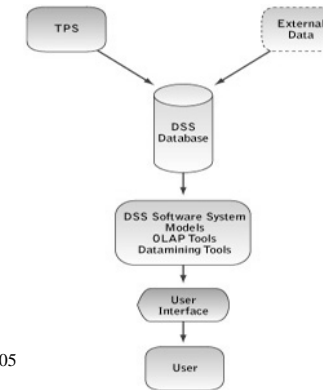 TPS
External
Data
DSS
Database
DSS Software System
Models
OLAP Tools
Datamining Tools
User
Interface
User
05